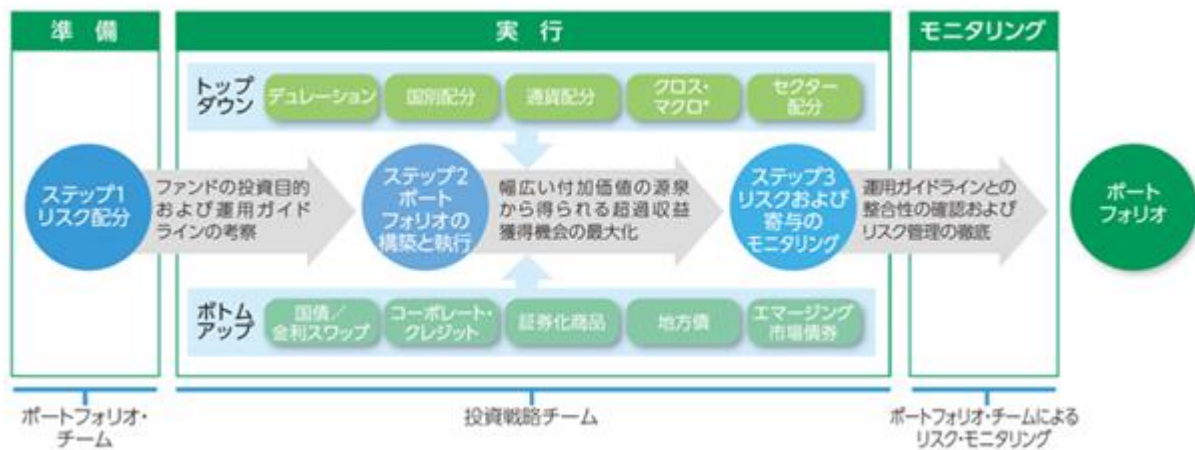 準 備
実 行
モニタリング
トップ
ダウン
デュレーション
国別配分
通貨配分
クロス・
マクロ*
セクター
配分
ステップ1
リスク配分
ファンドの投資目的
および運用ガイド
ラインの考察
ステップ2
ポート
フォリオの
構築と執行
幅広い付加価値の源泉
から得られる超過収益
獲得機会の最大化
ステップ3
リスクおよび
寄与の
モニタリング
運用ガイドラインとの
整合性の確認および
リスク管理の徹底
ポート
フォリオ
ボトム
アップ
国債／
金利スワップ
コーポレート・
クレジット
証券化商品
地方債
エマージング
市場債券
ポートフォリオ・
チーム
投資戦略チーム
ポートフォリオ・チームによる
リスク・モニタリング